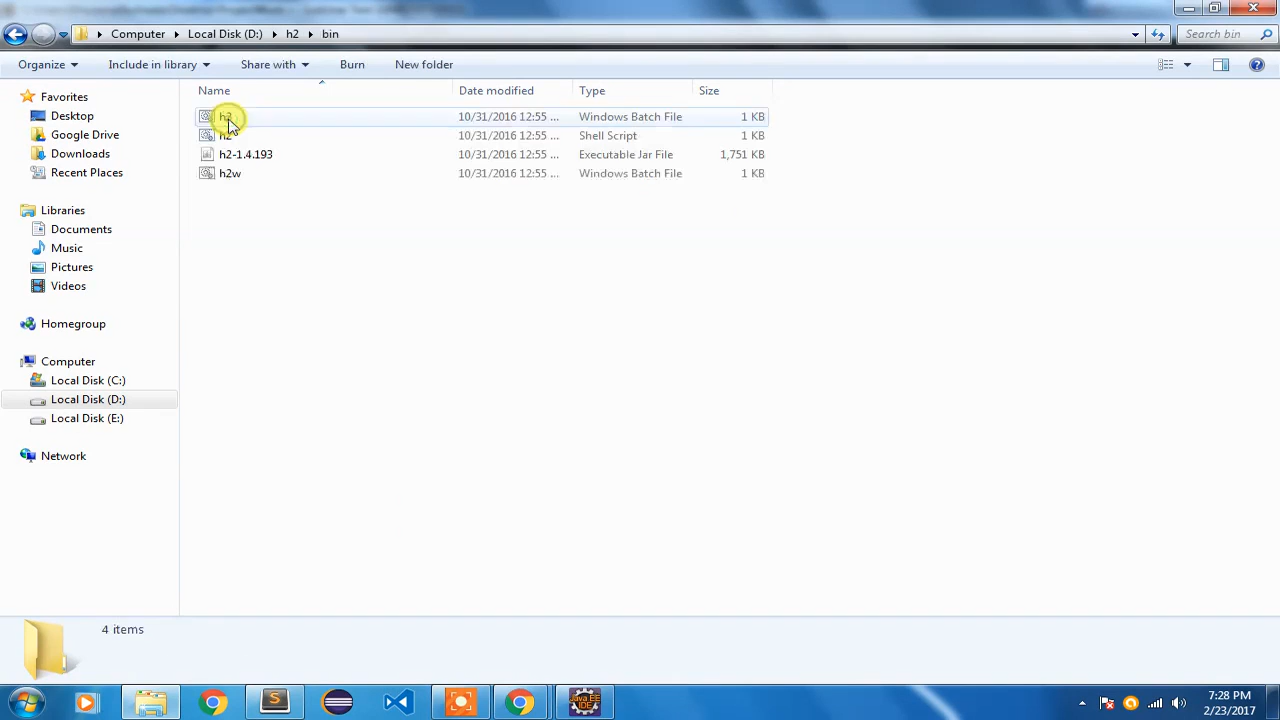 Computer Local Disk (D:) h2 bin Search bin
Organize Include in library Share with Burn New folder
Name Date modified Type Size
Favorites
Desktop
Google Drive
Downloads
Recent Places
Libraries
Documents
Music
Pictures
Videos
Homegroup
Computer
Local Disk (C:)
Local Disk (D:)
Local Disk (E:)
Network
h2 10/31/2016 12:55 ... Windows Batch File 1 KB
h2 10/31/2016 12:55 ... Shell Script 1 KB
h2-1.4.193 10/31/2016 12:55 ... Executable Jar File 1,751 KB
h2w 10/31/2016 12:55 ... Windows Batch File 1 KB
4 items
Java EE
IDE
7:28 PM
2/23/2017